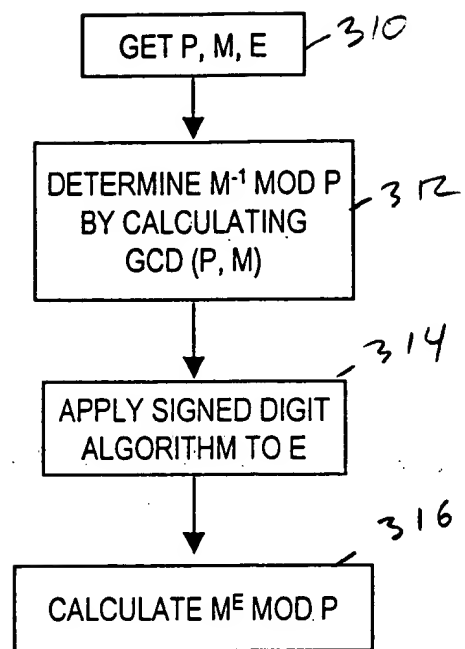 GET P, M, E
310
DETERMINE M⁻¹ MOD P
BY CALCULATING
GCD (P, M)
312
314
APPLY SIGNED DIGIT
ALGORITHM TO E
316
CALCULATE Mᴱ MOD P